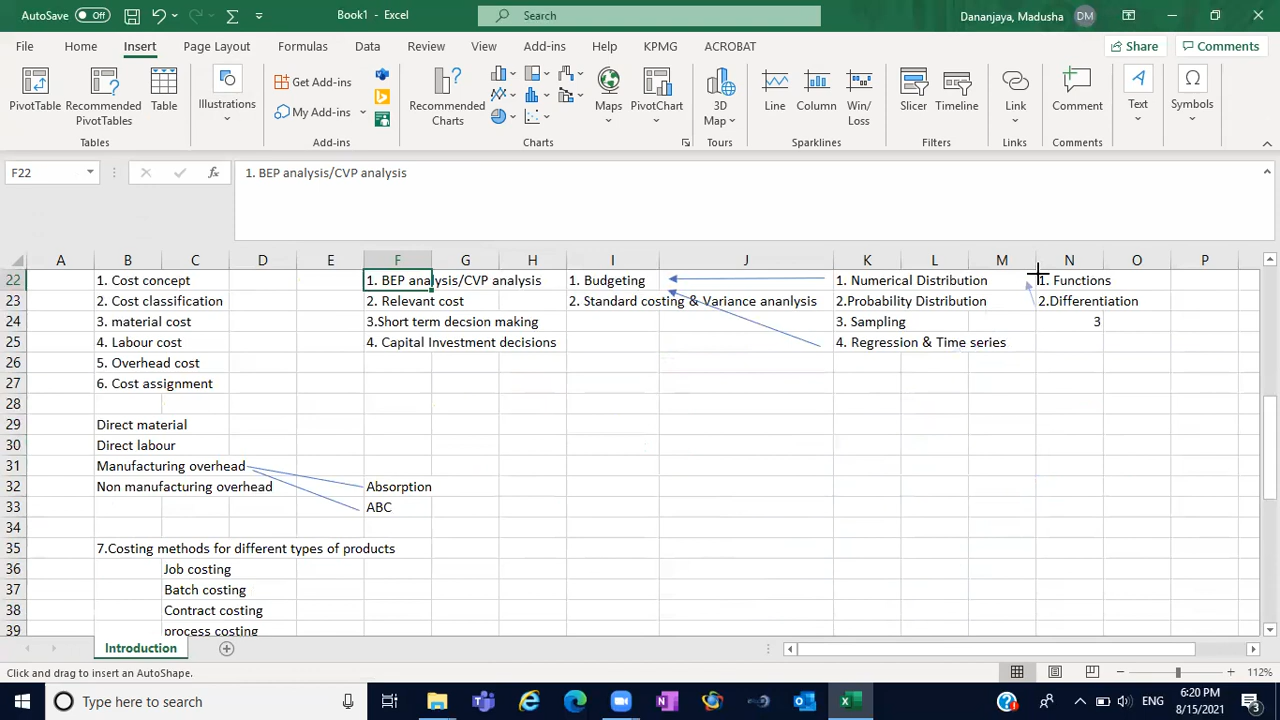 AutoSave Off Book1 - Excel Search Dananjaya, Madusha DM
File Home Insert Page Layout Formulas Data Review View Add-ins Help KPMG ACROBAT Share Comments
PivotTable Recommended PivotTables Table Illustrations Get Add-ins My Add-ins Recommended Charts Maps PivotChart 3D Map Line Column Win/Loss Slicer Timeline Link Comment Text Symbols
Tables Add-ins Charts Tours Sparklines Filters Links Comments
F22 fx 1. BEP analysis/CVP analysis
A B C D E F G H I J K L M N O P
22 1. Cost concept 1. BEP analysis/CVP analysis 1. Budgeting 1. Numerical Distribution 1. Functions
23 2. Cost classification 2. Relevant cost 2. Standard costing & Variance ananlysis 2.Probability Distribution 2.Differentiation
24 3. material cost 3.Short term decsion making 3. Sampling 3
25 4. Labour cost 4. Capital Investment decisions 4. Regression & Time series
26 5. Overhead cost
27 6. Cost assignment
28
29 Direct material
30 Direct labour
31 Manufacturing overhead
32 Non manufacturing overhead Absorption
33 ABC
34
35 7.Costing methods for different types of products
36 Job costing
37 Batch costing
38 Contract costing
39 process costing
Introduction
Click and drag to insert an AutoShape. 112%
Type here to search ENG 6:20 PM
8/15/2021 3